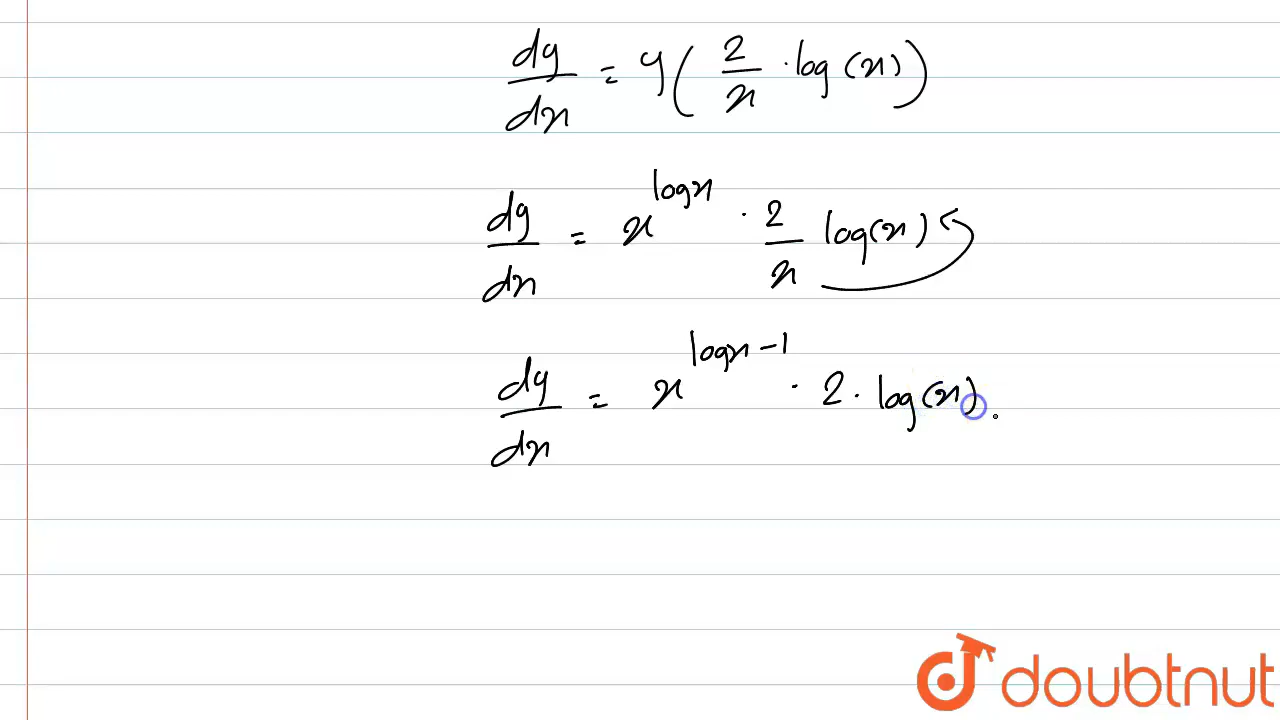 dy/dx = y( 2/x · log(x))
dy/dx = x^logx · 2/x log(x)
dy/dx = x^logx-1 · 2 · log(x).
doubtnut